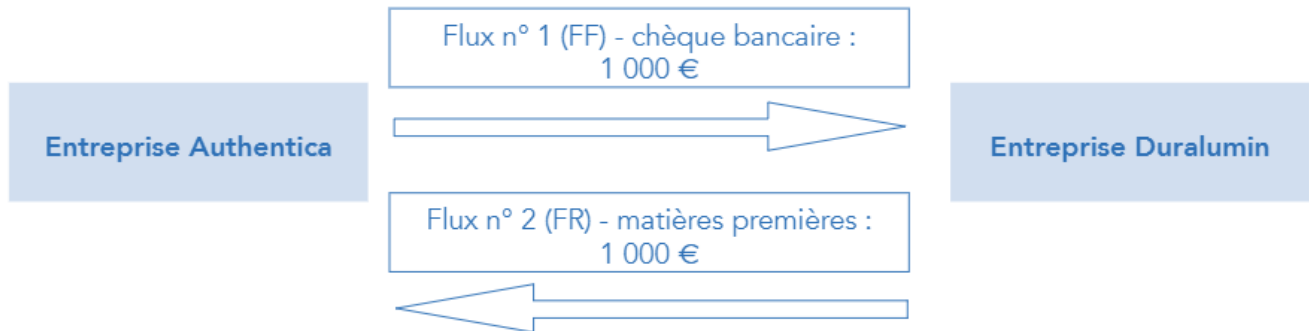 Flux n° 1 (FF) - chèque bancaire :
1 000 €
Entreprise Authentica
Entreprise Duralumin
Flux n° 2 (FR) - matières premières :
1 000 €